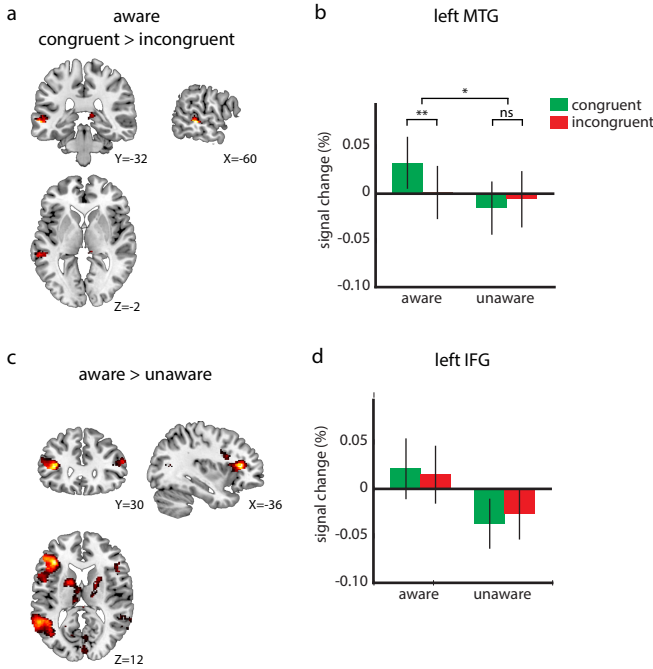 a
aware
congruent > incongruent
Y=-32
X=-60
Z=-2
b
left MTG
signal change (%)
0.05
0
-0.05
-0.10
*
**
ns
congruent
incongruent
aware
unaware
c
aware > unaware
Y=30
X=-36
Z=12
d
left IFG
signal change (%)
0.05
0
-0.05
-0.10
aware
unaware